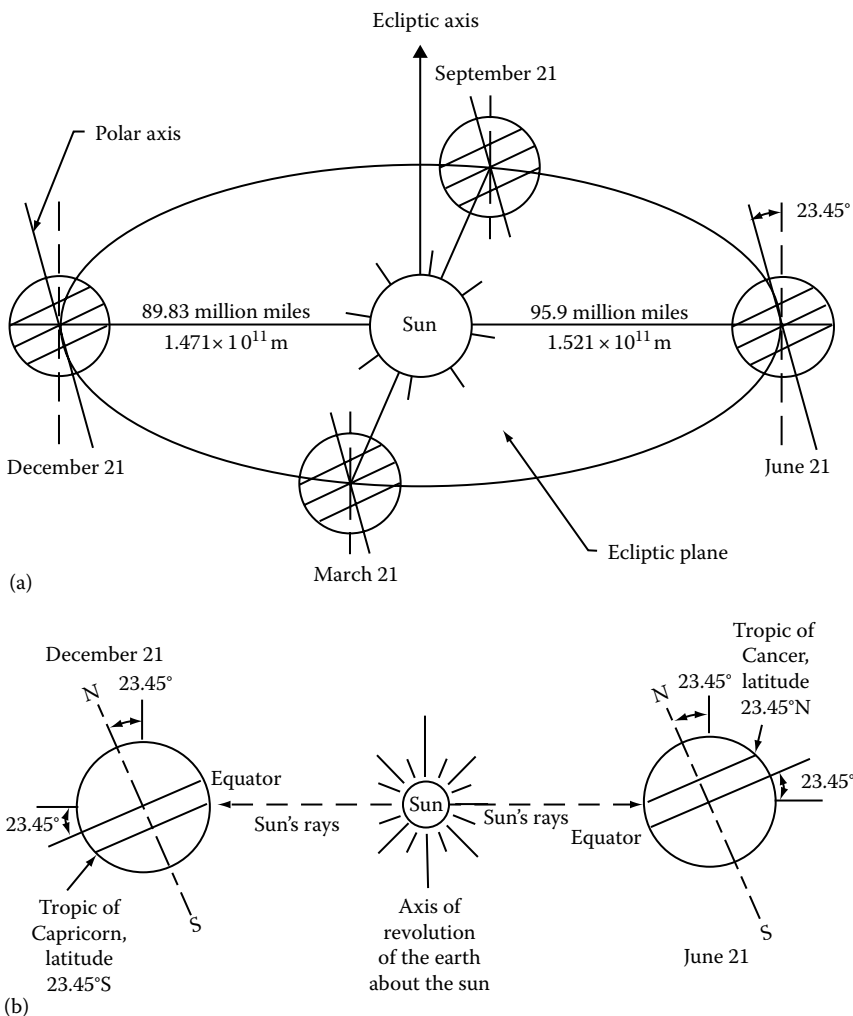 Ecliptic axis
September 21
Polar axis
23.45°
89.83 million miles
1.471× 10¹¹ m
Sun
95.9 million miles
1.521 × 10¹¹ m
December 21
June 21
Ecliptic plane
March 21
(a)
December 21
N
23.45°
Equator
23.45°
Sun's rays
Tropic of
Capricorn,
latitude
23.45°S
S
Sun
Sun's rays
Axis of
revolution
of the earth
about the sun
Tropic of
Cancer,
latitude
23.45°N
N
23.45°
23.45°
Equator
S
June 21
(b)